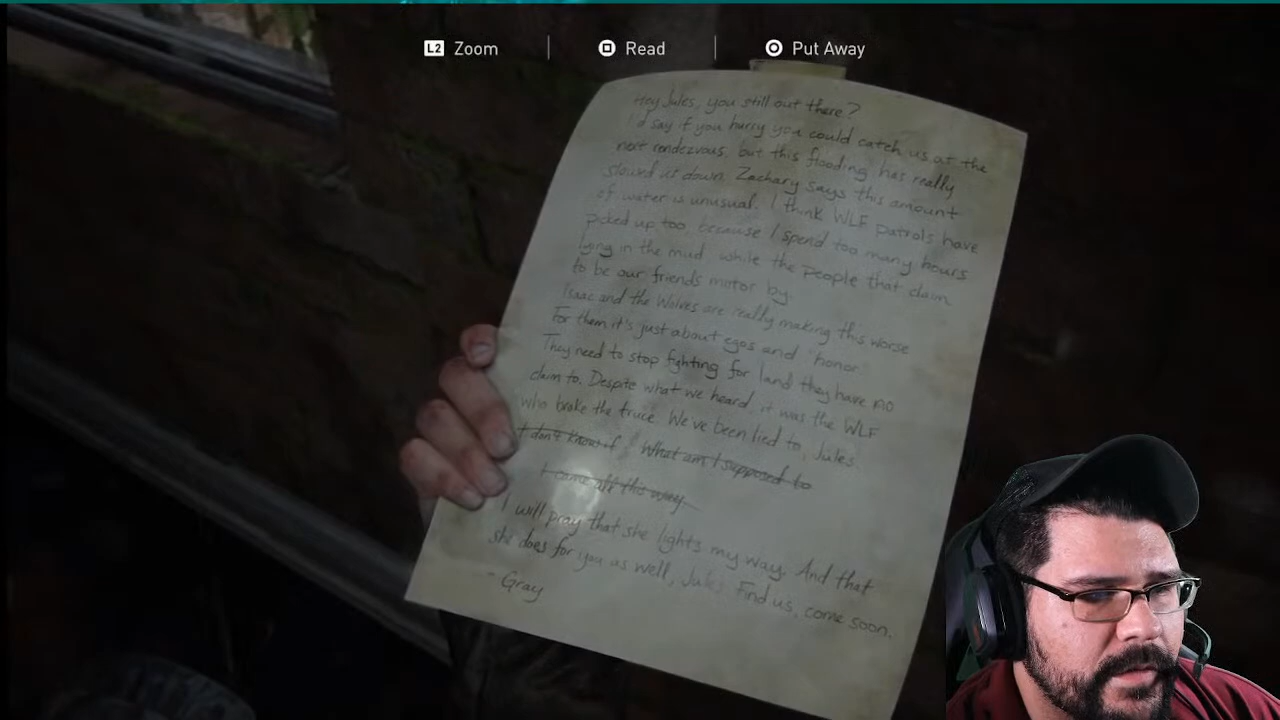 L2 Zoom | Read | Put Away
Hey Jules, you still out there?
I'd say if you hurry you could catch us at the
next rendezvous, but this flooding has really
slowed us down. Zachary says this amount
of water is unusual. I think WLF patrols have
picked up too, because I spend too many hours
lying in the mud while the people that claim
to be our friends motor by.
Isaac and the Wolves are really making this worse
For them it's just about egos and 'honor.'
They need to stop fighting for land they have no
claim to. Despite what we heard, it was the WLF
who broke the truce. We've been lied to, Jules.
I don't know if I What am I supposed to
I came all this way
I will pray that she lights my way. And that
she does for you as well, Jules. Find us, come soon.
- Gray